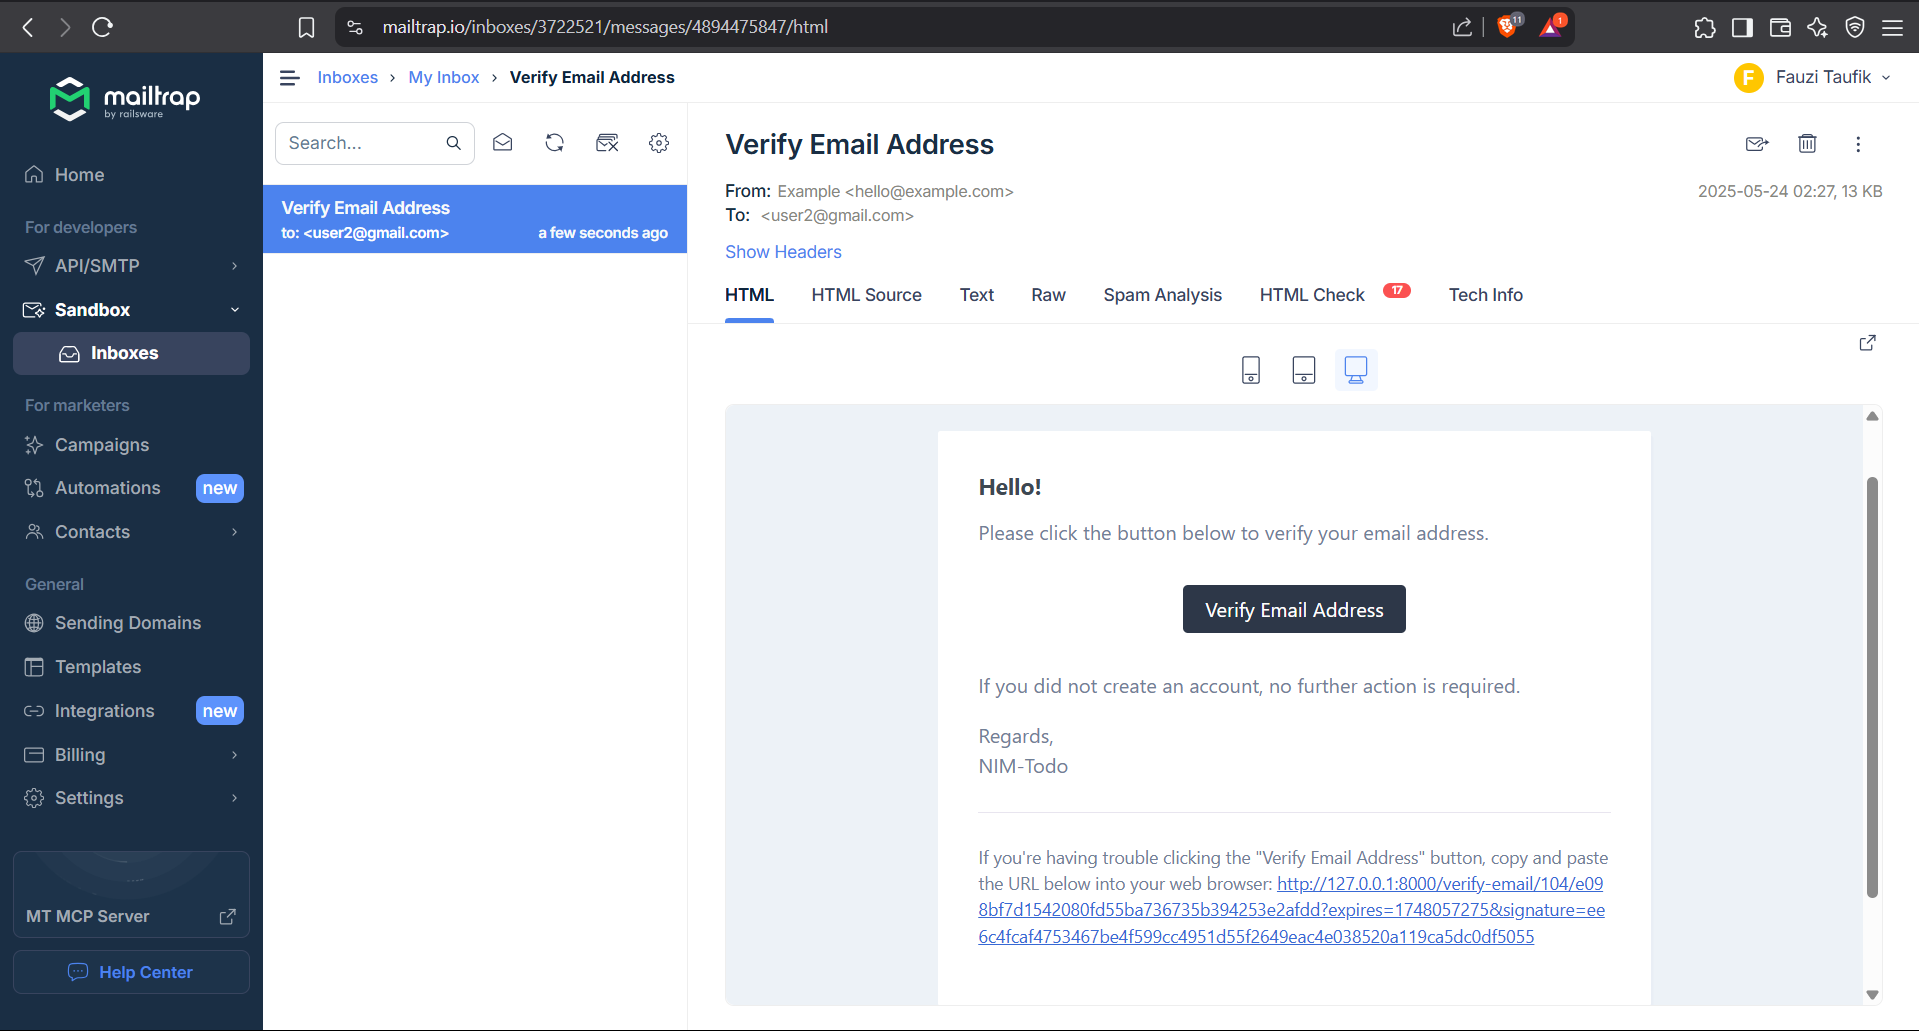 mailtrap.io/inboxes/3722521/messages/4894475847/html
11
1
mailtrap
by railsware
Home
For developers
API/SMTP
Sandbox
Inboxes
For marketers
Campaigns
Automations new
Contacts
General
Sending Domains
Templates
Integrations new
Billing
Settings
MT MCP Server
Help Center
Inboxes › My Inbox › Verify Email Address
F Fauzi Taufik
Search...
Verify Email Address
to: <user2@gmail.com> a few seconds ago
Verify Email Address
From: Example <hello@example.com>
2025-05-24 02:27, 13 KB
To: <user2@gmail.com>
Show Headers
HTML HTML Source Text Raw Spam Analysis HTML Check 17 Tech Info
Hello!
Please click the button below to verify your email address.
Verify Email Address
If you did not create an account, no further action is required.
Regards,
NIM-Todo
If you're having trouble clicking the "Verify Email Address" button, copy and paste
the URL below into your web browser: http://127.0.0.1:8000/verify-email/104/e09
8bf7d1542080fd55ba736735b394253e2afdd?expires=1748057275&signature=ee
6c4fcaf4753467be4f599cc4951d55f2649eac4e038520a119ca5dc0df5055